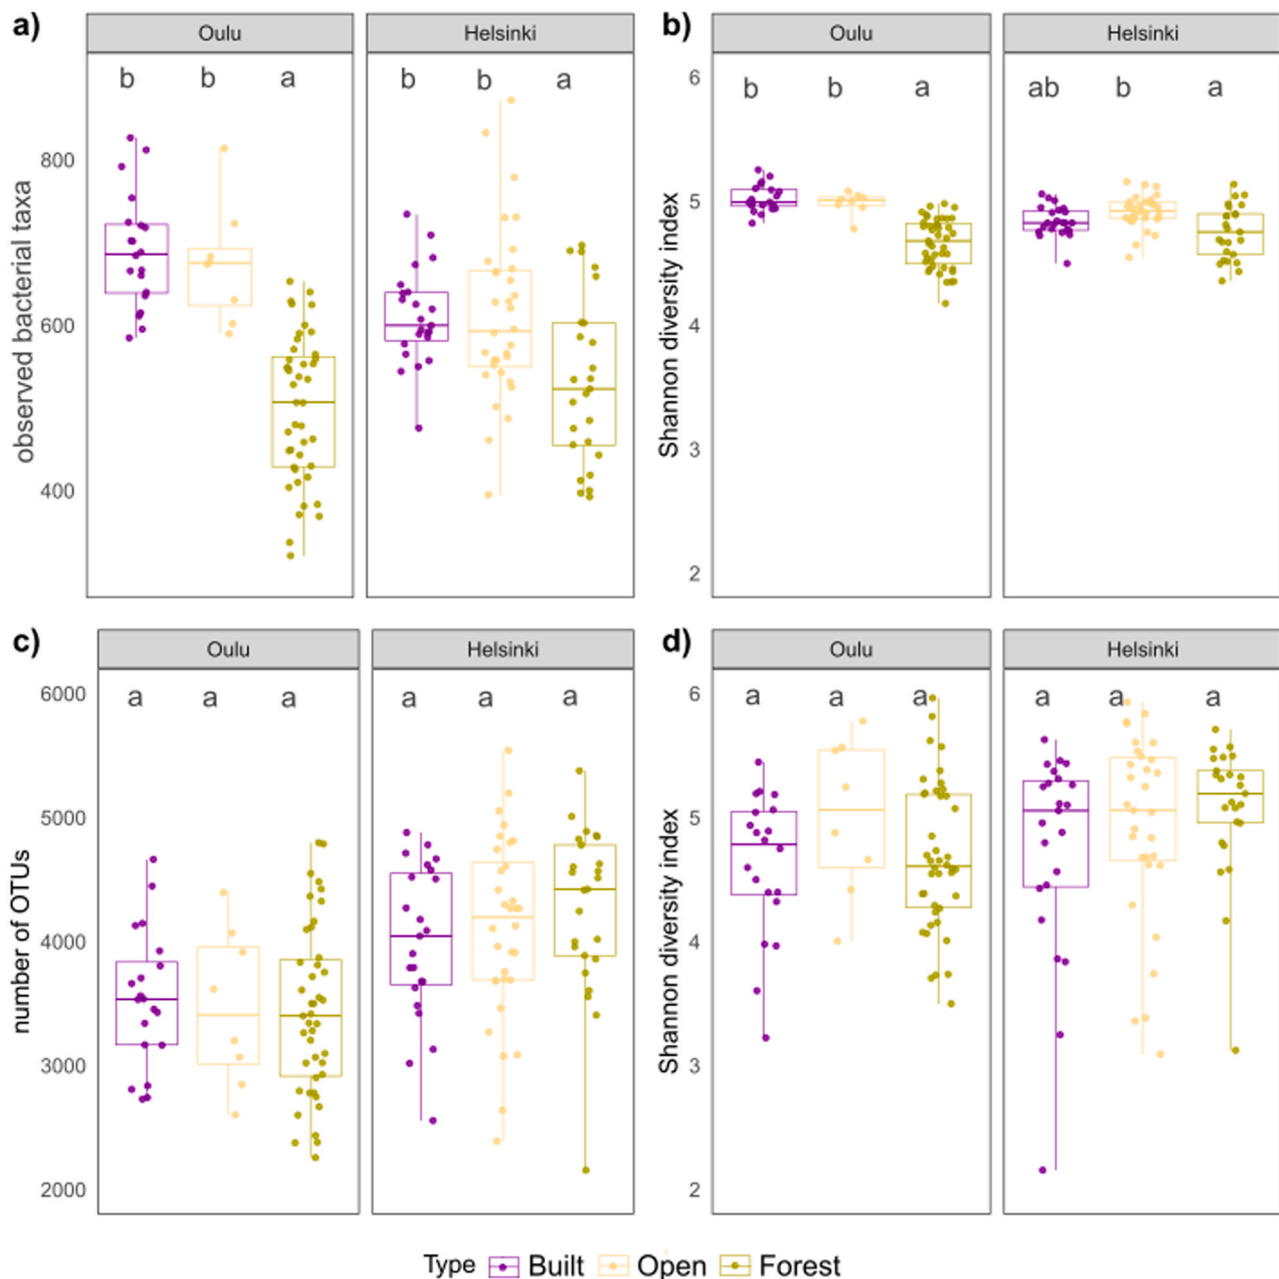 a)
Oulu
Helsinki
b b a
b b a
observed bacterial taxa
800
600
400
b)
Oulu
Helsinki
b b a
ab b a
Shannon diversity index
6
5
4
3
2
c)
Oulu
Helsinki
a a a
a a a
number of OTUs
6000
5000
4000
3000
2000
d)
Oulu
Helsinki
a a a
a a a
Shannon diversity index
6
5
4
3
2
Type Built Open Forest